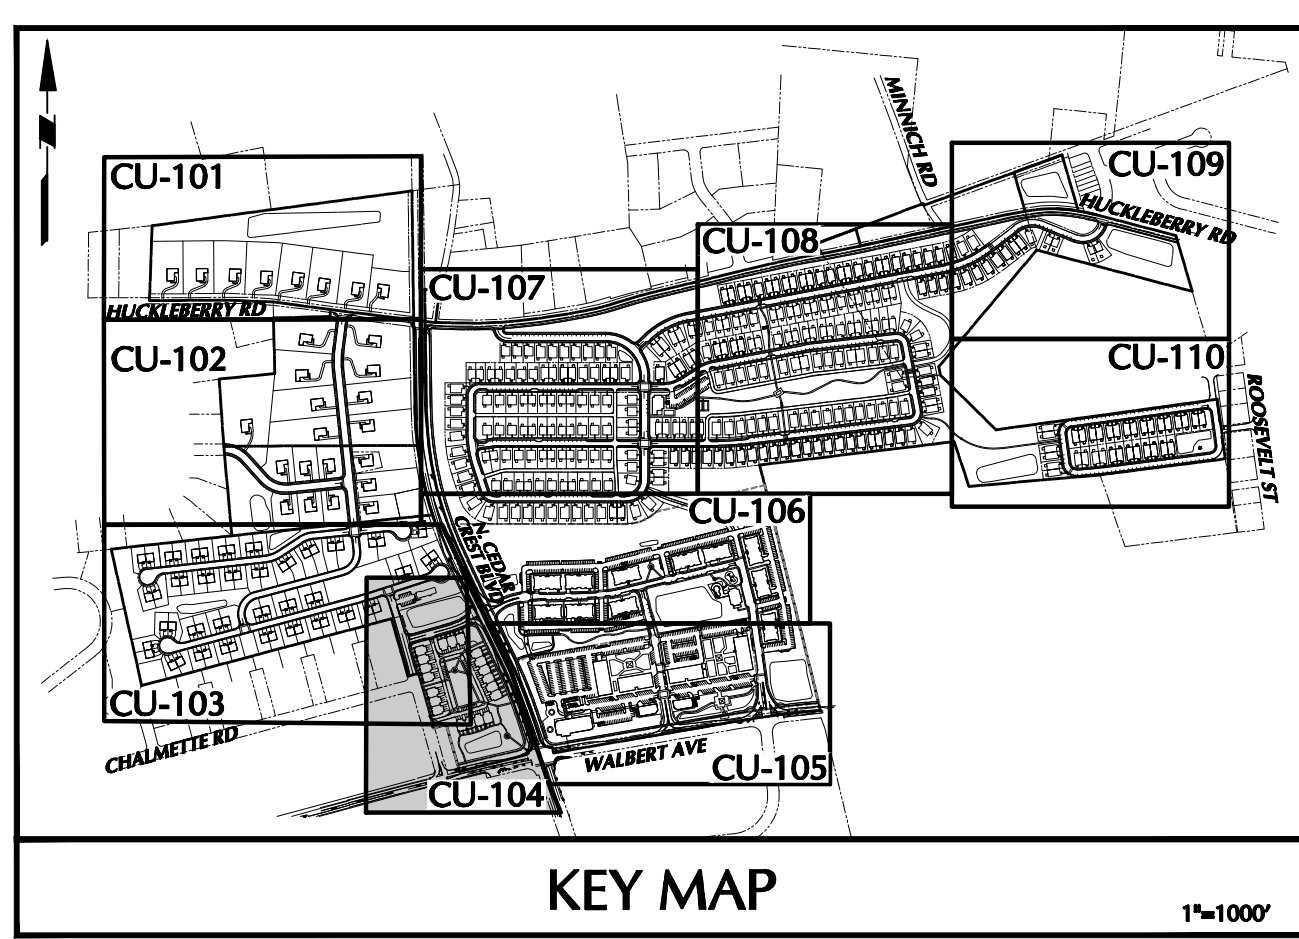 MINNICH RD
CU-101
CU-109
HUCKLEBERRY RD
CU-108
CU-107
HUCKLEBERRY RD
CU-102
CU-110
ROOSEVELT ST
CU-106
N. CEDAR
CREST BLVD
CU-103
CHALMETTE RD
WALBERT AVE
CU-105
CU-104
KEY MAP
1"=1000'